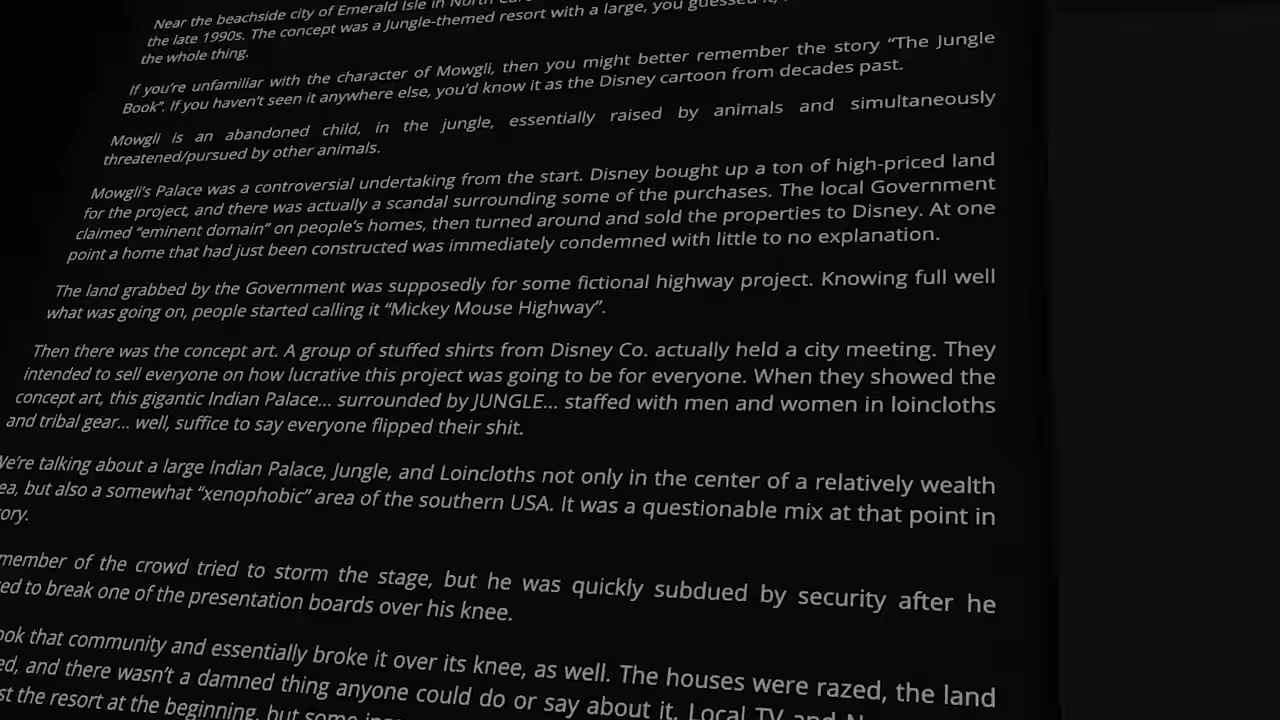 Near the beachside city of Emerald Isle in North
the late 1990s. The concept was a Jungle-themed resort with a large, you guessed it,
the whole thing.
If you're unfamiliar with the character of Mowgli, then you might better remember the story “The Jungle
Book”. If you haven't seen it anywhere else, you'd know it as the Disney cartoon from decades past.
Mowgli is an abandoned child, in the jungle, essentially raised by animals and simultaneously
threatened/pursued by other animals.
Mowgli's Palace was a controversial undertaking from the start. Disney bought up a ton of high-priced land
for the project, and there was actually a scandal surrounding some of the purchases. The local Government
claimed “eminent domain” on people's homes, then turned around and sold the properties to Disney. At one
point a home that had just been constructed was immediately condemned with little to no explanation.
The land grabbed by the Government was supposedly for some fictional highway project. Knowing full well
what was going on, people started calling it “Mickey Mouse Highway”.
Then there was the concept art. A group of stuffed shirts from Disney Co. actually held a city meeting. They
intended to sell everyone on how lucrative this project was going to be for everyone. When they showed the
concept art, this gigantic Indian Palace... surrounded by JUNGLE... staffed with men and women in loincloths
and tribal gear... well, suffice to say everyone flipped their shit.
We're talking about a large Indian Palace, Jungle, and Loincloths not only in the center of a relatively wealth
ea, but also a somewhat “xenophobic” area of the southern USA. It was a questionable mix at that point in
tory.
member of the crowd tried to storm the stage, but he was quickly subdued by security after he
ed to break one of the presentation boards over his knee.
ook that community and essentially broke it over its knee, as well. The houses were razed, the land
ed, and there wasn't a damned thing anyone could do or say about it. Local TV and
st the resort at the beginning, but some